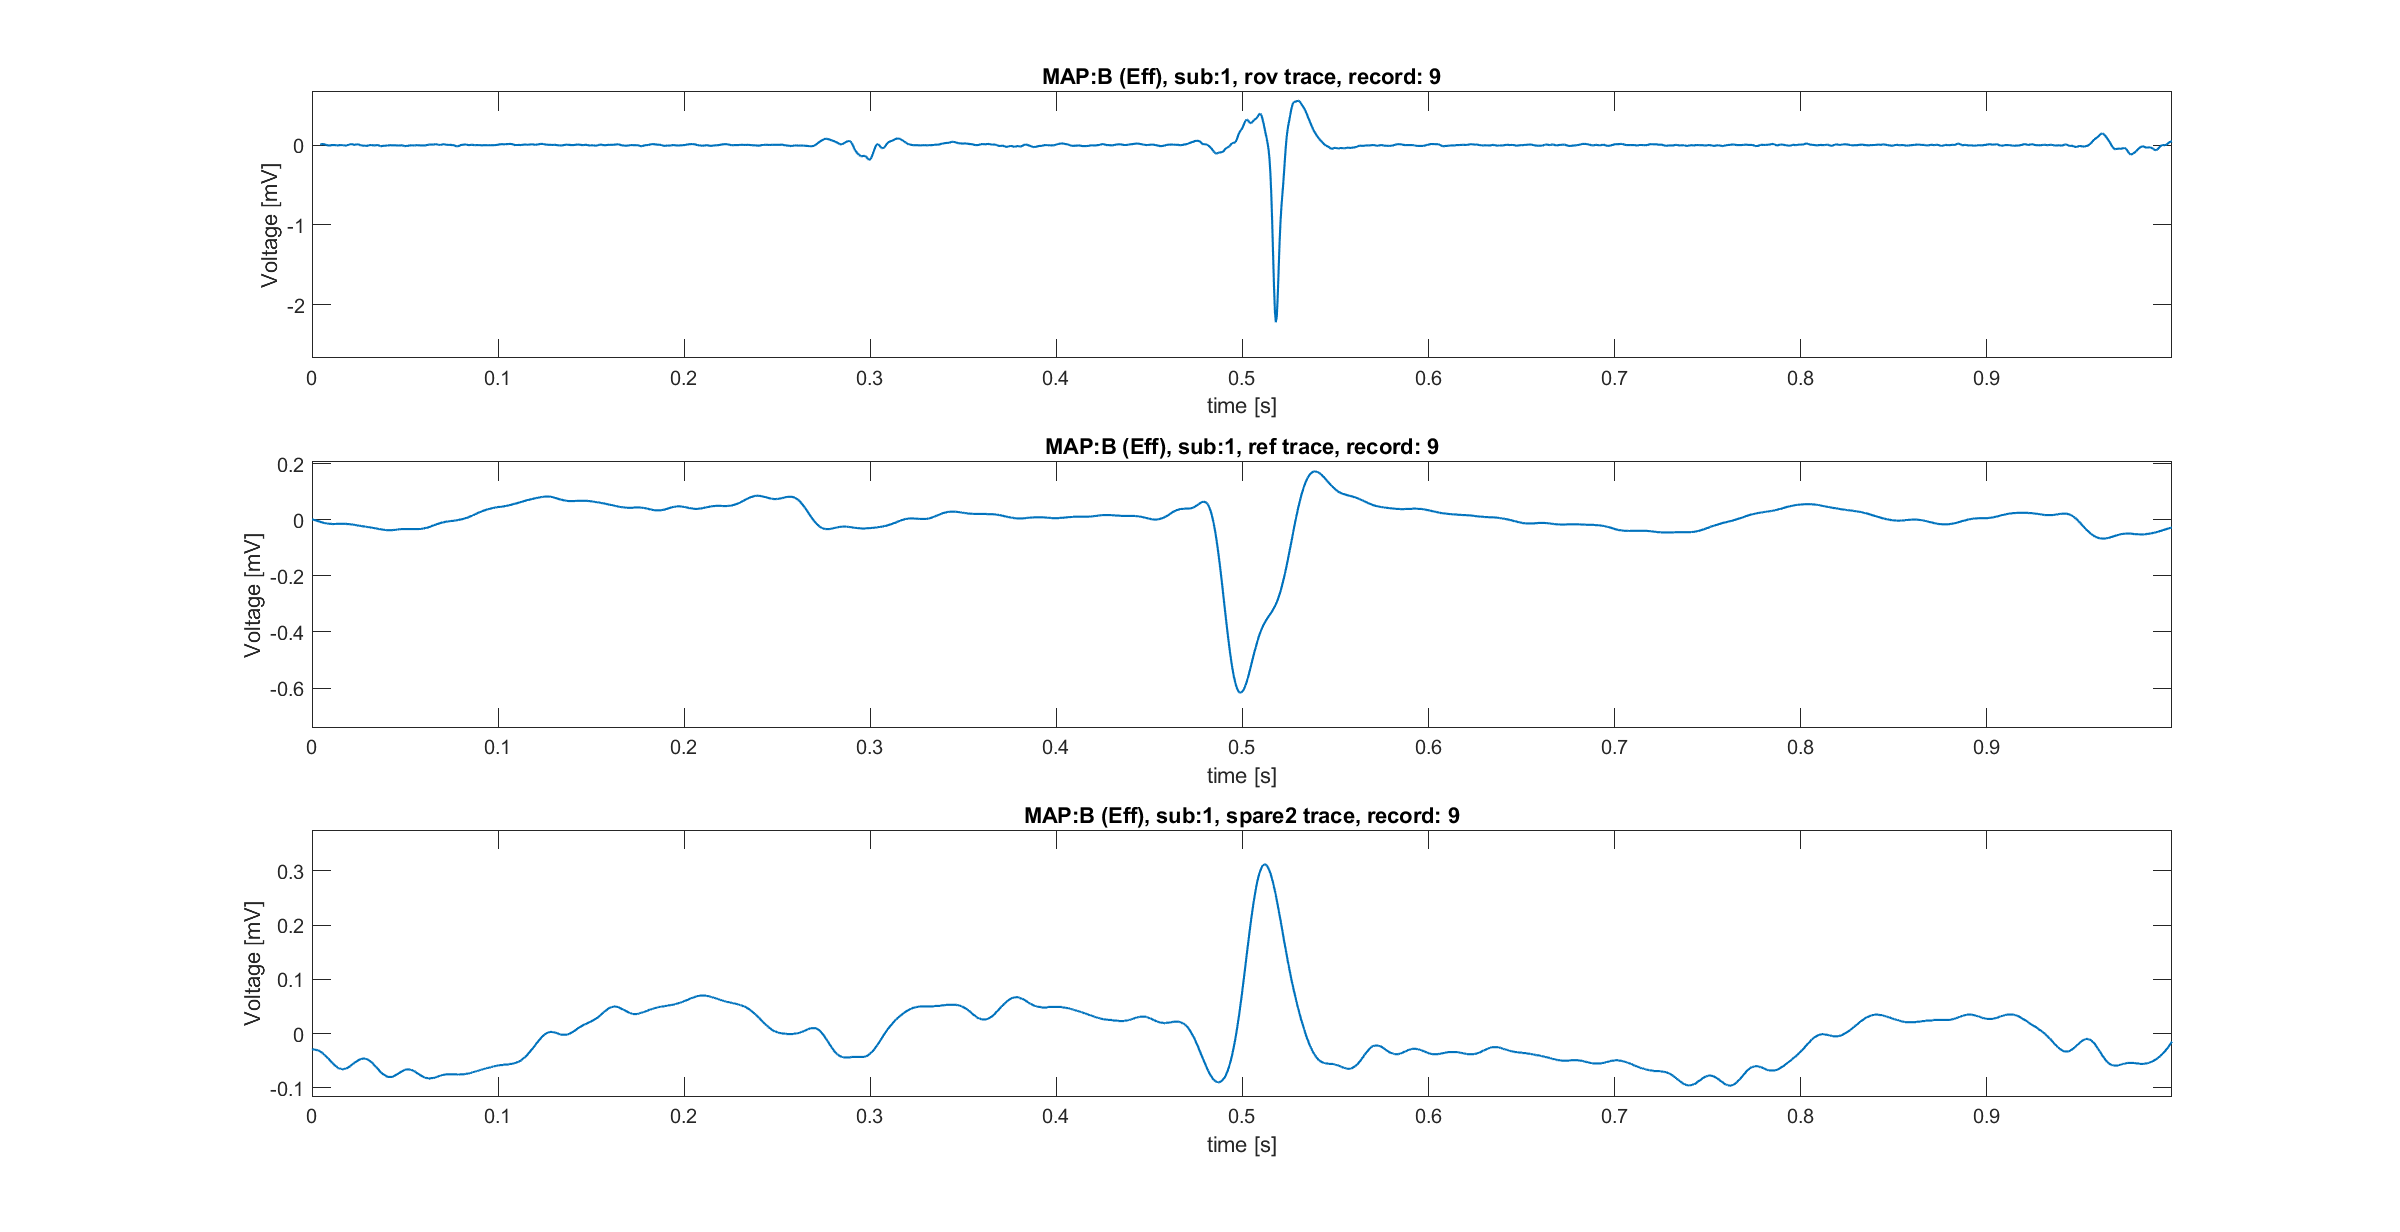 MAP:B (Eff), sub:1, rov trace, record: 9
Voltage [mV]
0
-1
-2
0 0.1 0.2 0.3 0.4 0.5 0.6 0.7 0.8 0.9
time [s]
MAP:B (Eff), sub:1, ref trace, record: 9
Voltage [mV]
0.2
0
-0.2
-0.4
-0.6
0 0.1 0.2 0.3 0.4 0.5 0.6 0.7 0.8 0.9
time [s]
MAP:B (Eff), sub:1, spare2 trace, record: 9
Voltage [mV]
0.3
0.2
0.1
0
-0.1
0 0.1 0.2 0.3 0.4 0.5 0.6 0.7 0.8 0.9
time [s]